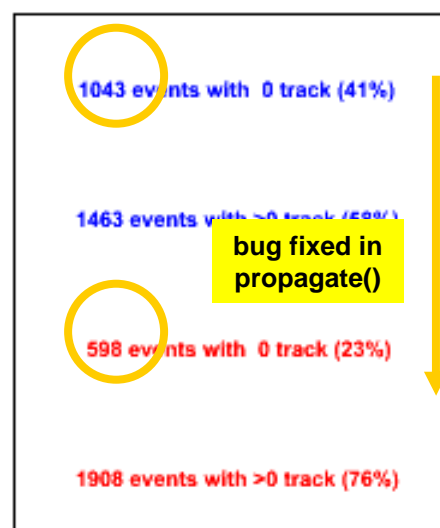 1043 events with 0 track (41%)
1463 events with >0 track (58%)
bug fixed in
propagate()
598 events with 0 track (23%)
1908 events with >0 track (76%)